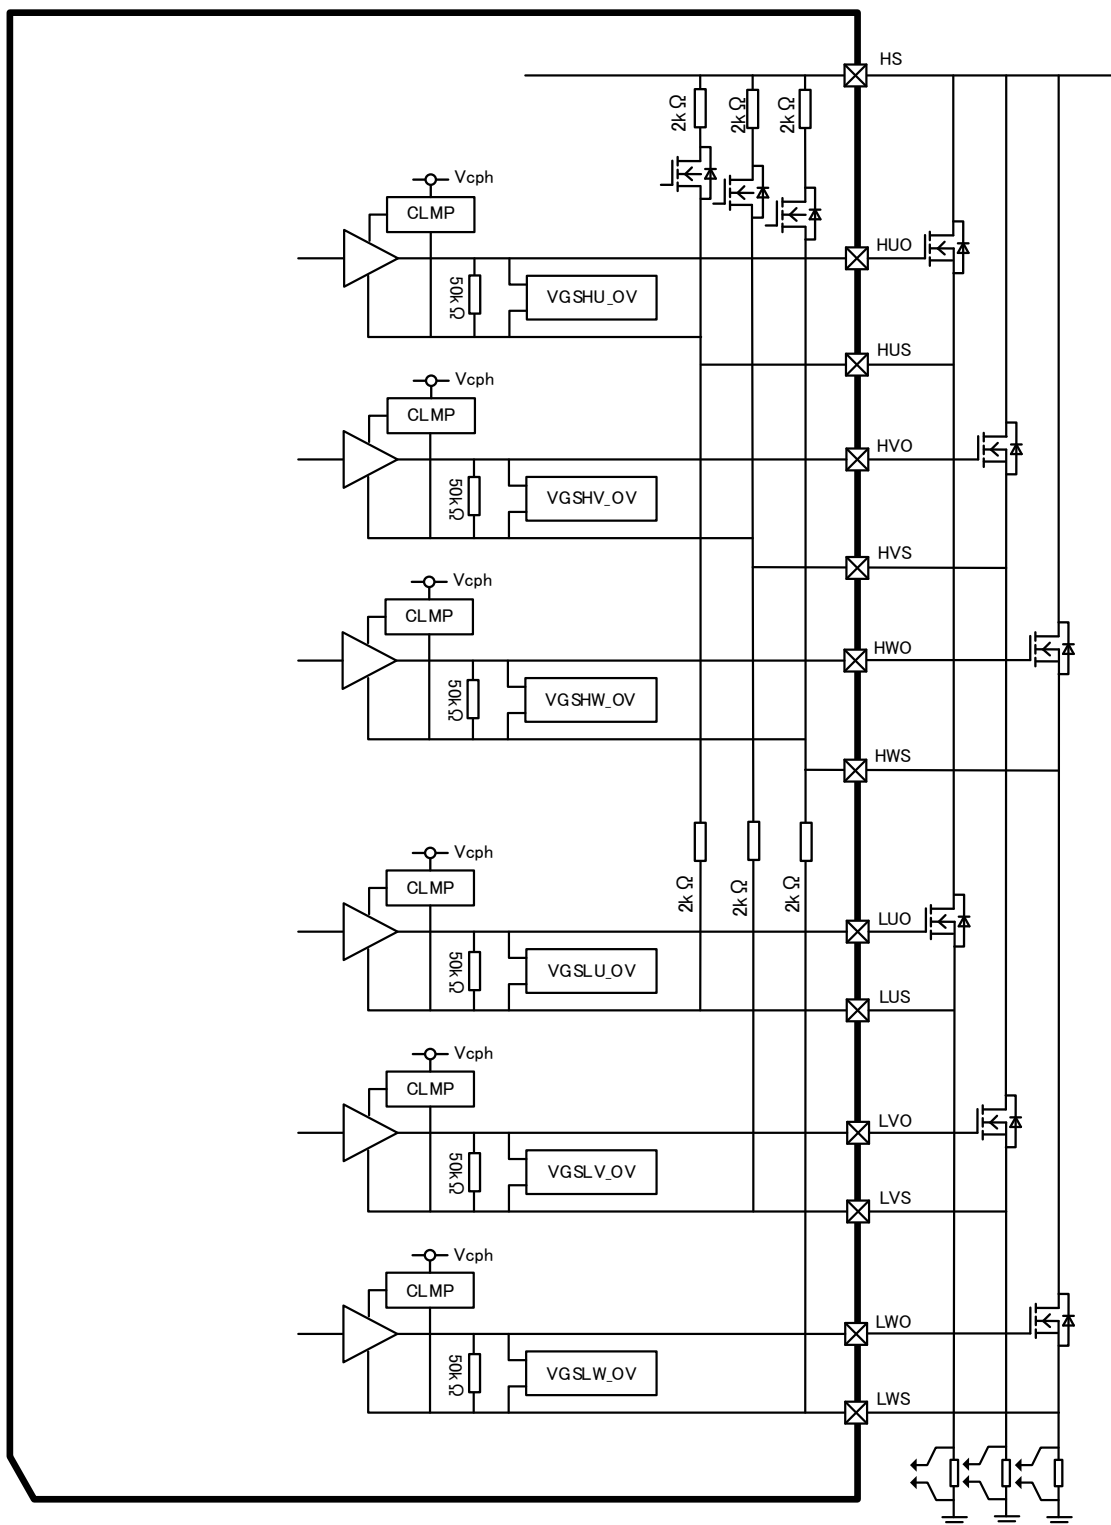 HS
2kΩ
2kΩ
2kΩ
Vcph
CLMP
50kΩ
VGSHU_OV
HUO
HUS
Vcph
CLMP
50kΩ
VGSHV_OV
HVO
HVS
Vcph
CLMP
50kΩ
VGSHW_OV
HWO
HWS
2kΩ
2kΩ
2kΩ
Vcph
CLMP
50kΩ
VGSLU_OV
LUO
LUS
Vcph
CLMP
50kΩ
VGSLV_OV
LVO
LVS
Vcph
CLMP
50kΩ
VGSLW_OV
LWO
LWS